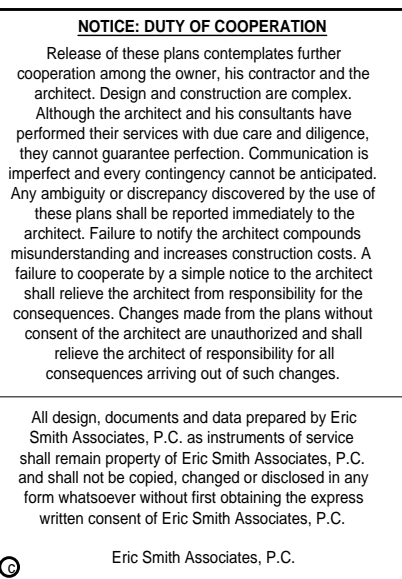 NOTICE: DUTY OF COOPERATION
Release of these plans contemplates further
cooperation among the owner, his contractor and the
architect. Design and construction are complex.
Although the architect and his consultants have
performed their services with due care and diligence,
they cannot guarantee perfection. Communication is
imperfect and every contingency cannot be anticipated.
Any ambiguity or discrepancy discovered by the use of
these plans shall be reported immediately to the
architect. Failure to notify the architect compounds
misunderstanding and increases construction costs. A
failure to cooperate by a simple notice to the architect
shall relieve the architect from responsibility for the
consequences. Changes made from the plans without
consent of the architect are unauthorized and shall
relieve the architect of responsibility for all
consequences arriving out of such changes.
All design, documents and data prepared by Eric
Smith Associates, P.C. as instruments of service
shall remain property of Eric Smith Associates, P.C.
and shall not be copied, changed or disclosed in any
form whatsoever without first obtaining the express
written consent of Eric Smith Associates, P.C.
© Eric Smith Associates, P.C.